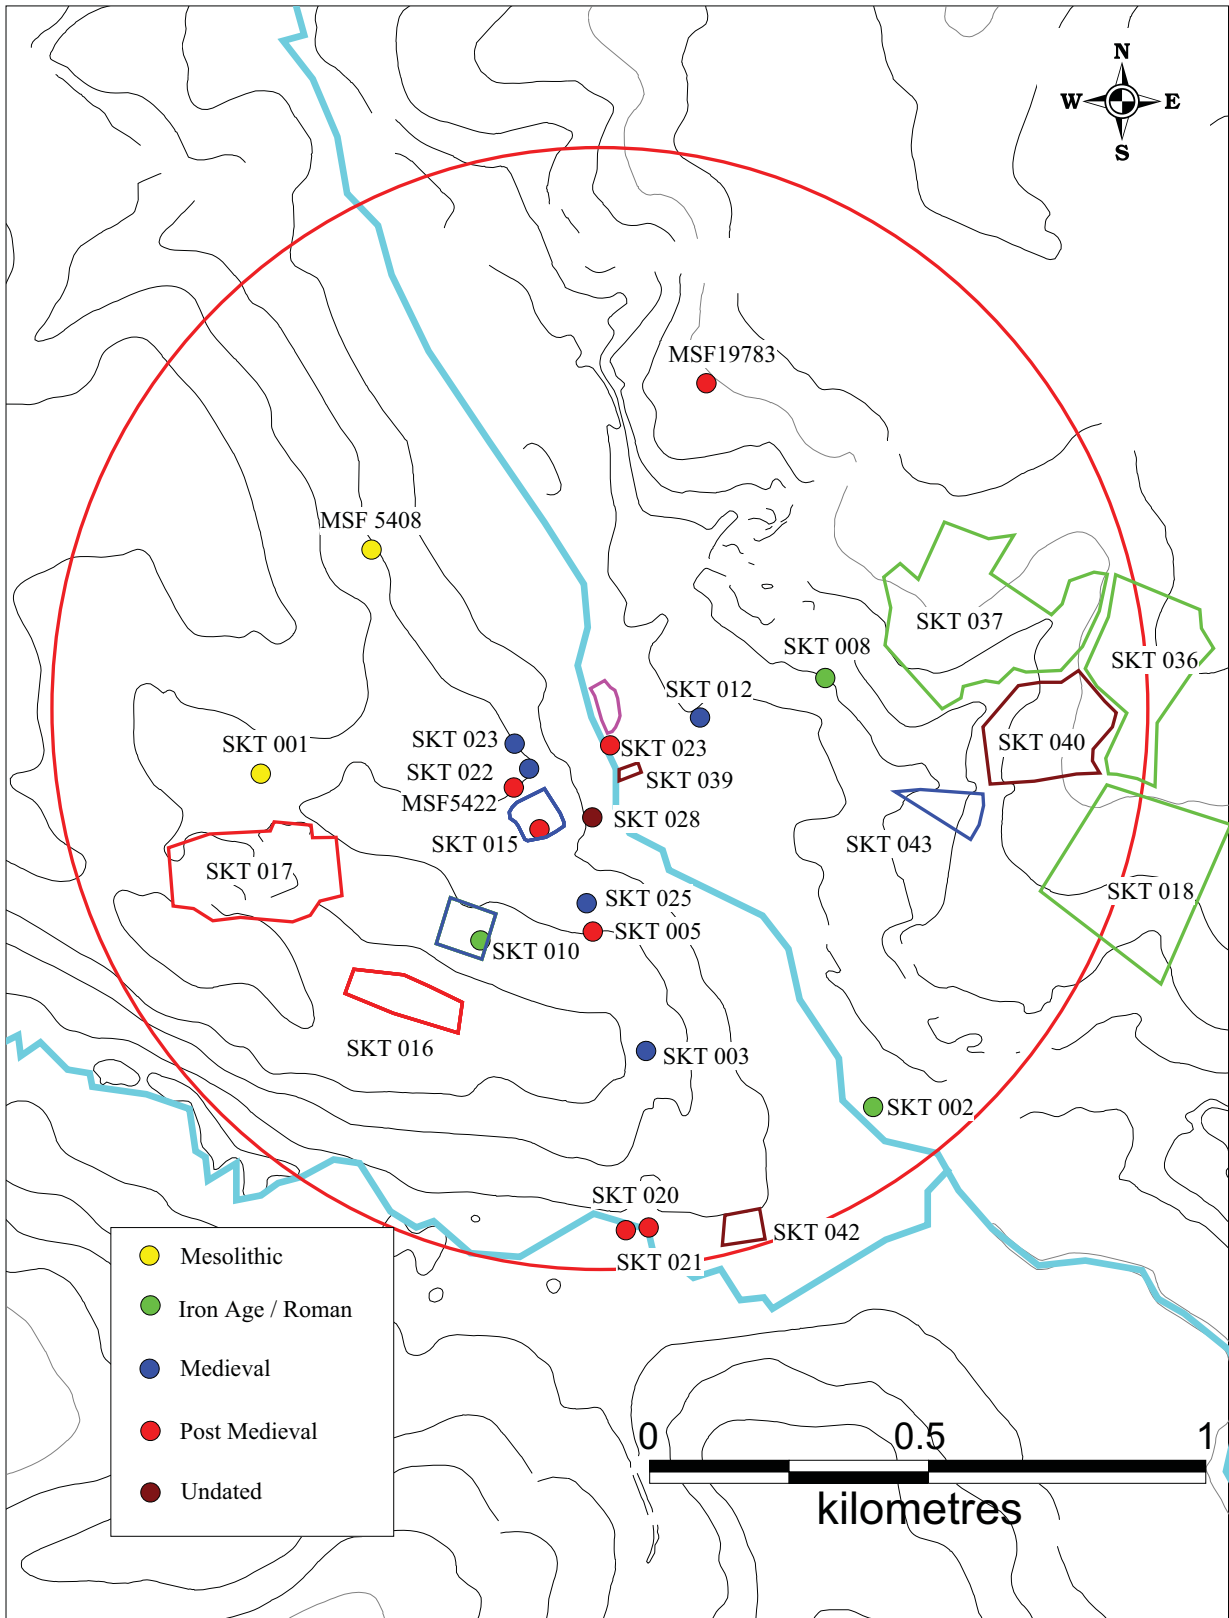 N
W E
S
MSF19783
MSF 5408
SKT 037
SKT 008
SKT 036
SKT 012
SKT 001
SKT 023
SKT 023
SKT 040
SKT 022
SKT 039
MSF5422
SKT 028
SKT 015
SKT 043
SKT 017
SKT 018
SKT 025
SKT 005
SKT 010
SKT 016
SKT 003
SKT 002
SKT 020
SKT 042
SKT 021
Mesolithic
Iron Age / Roman
Medieval
Post Medieval
Undated
0 0.5 1
kilometres